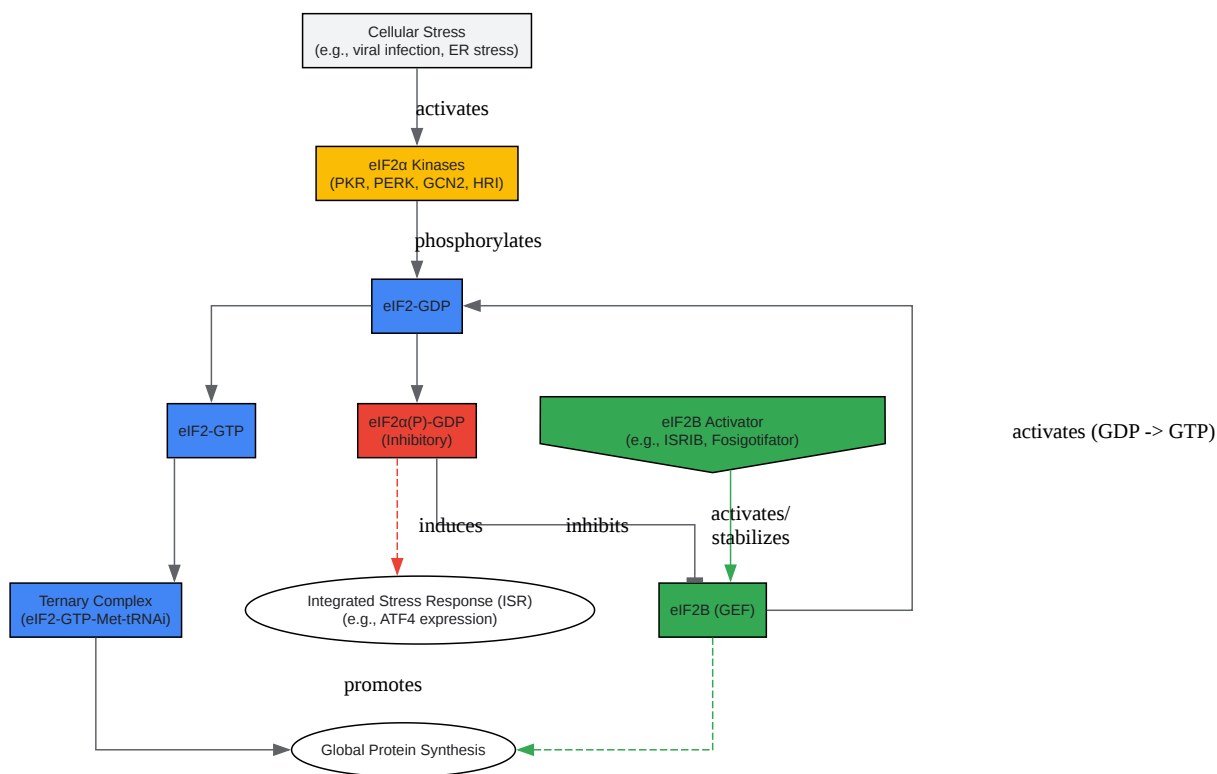 Cellular Stress
(e.g., viral infection, ER stress)
activates
eIF2α Kinases
(PKR, PERK, GCN2, HRI)
phosphorylates
eIF2-GDP
eIF2-GTP
eIF2α(P)-GDP
(Inhibitory)
eIF2B Activator
(e.g., ISRIB, Fosigotifator)
activates (GDP -> GTP)
induces
inhibits
activates/
stabilizes
Ternary Complex
(eIF2-GTP-Met-tRNAi)
Integrated Stress Response (ISR)
(e.g., ATF4 expression)
eIF2B (GEF)
promotes
Global Protein Synthesis